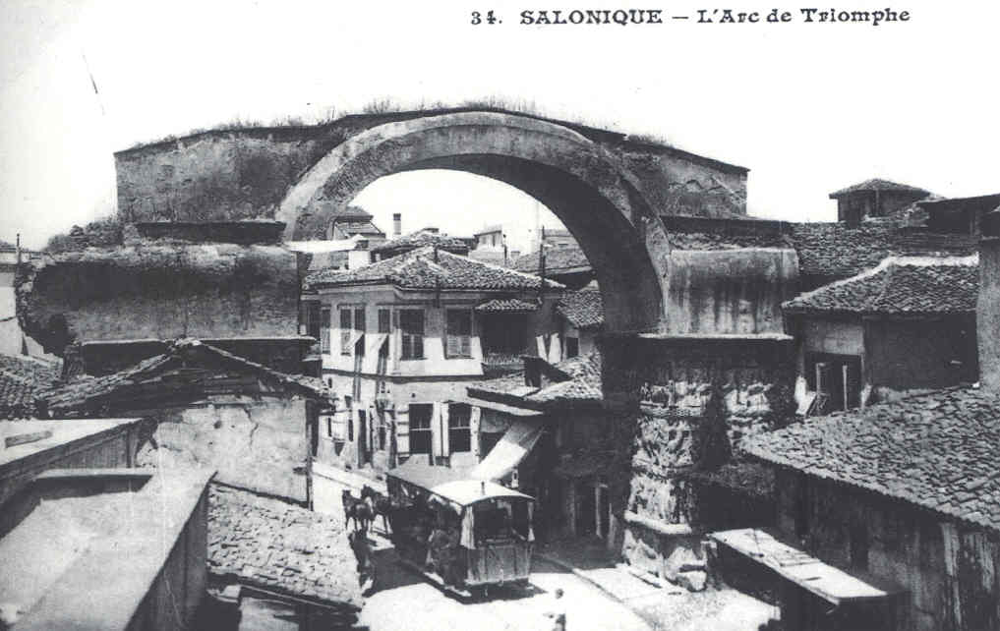 34. SALONIQUE — L'Arc de Triomphe